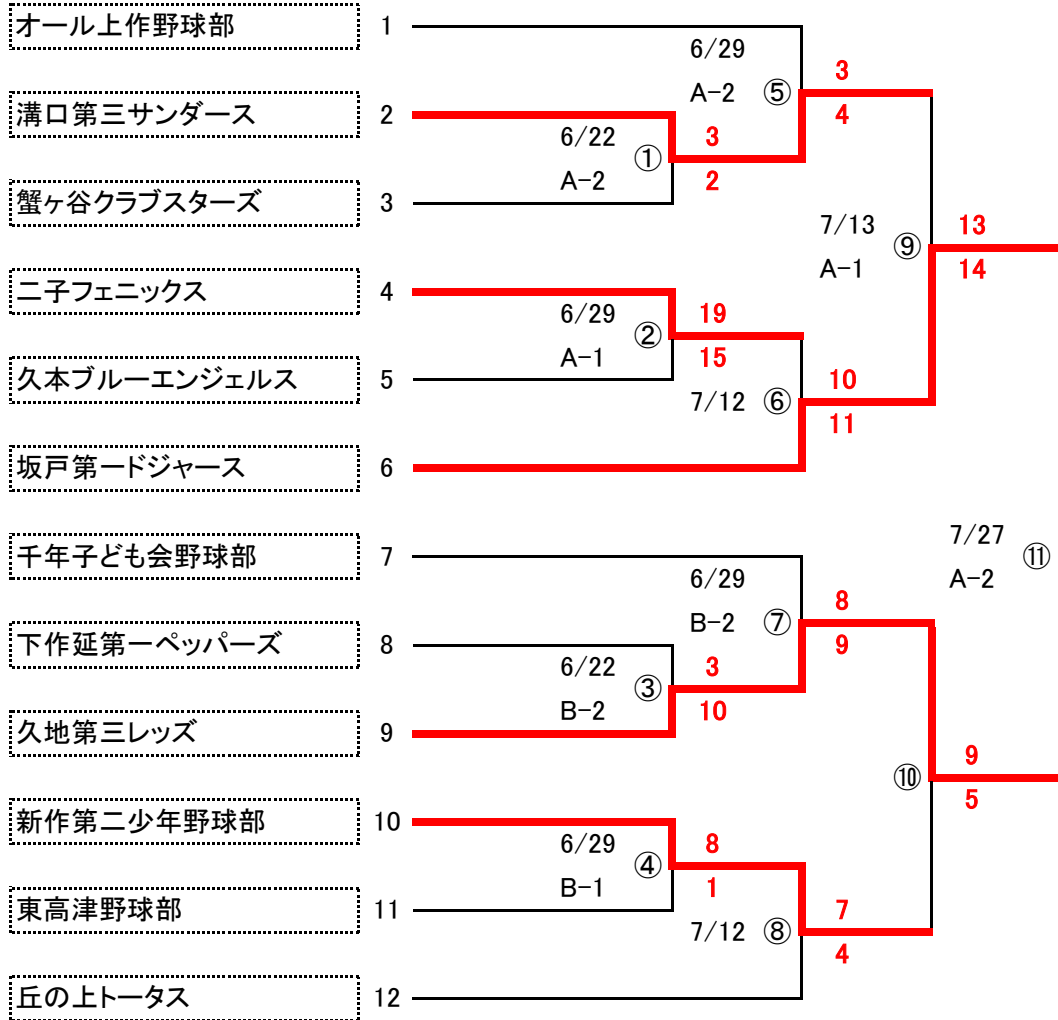 オール上作野球部 1
6/29
A-2 ⑤
3
4
溝口第三サンダース 2
6/22
A-2 ①
3
2
蟹ヶ谷クラブスターズ 3
7/13
A-1 ⑨
13
14
二子フェニックス 4
6/29
A-1 ②
19
15
久本ブルーエンジェルス 5
7/12 ⑥
10
11
坂戸第一ドジャース 6
千年子ども会野球部 7
7/27
A-2 ⑪
6/29
B-2 ⑦
8
9
下作延第一ペッパーズ 8
6/22
B-2 ③
3
10
久地第三レッズ 9
⑩
9
5
新作第二少年野球部 10
6/29
B-1 ④
8
1
東高津野球部 11
7/12 ⑧
7
4
丘の上トータス 12